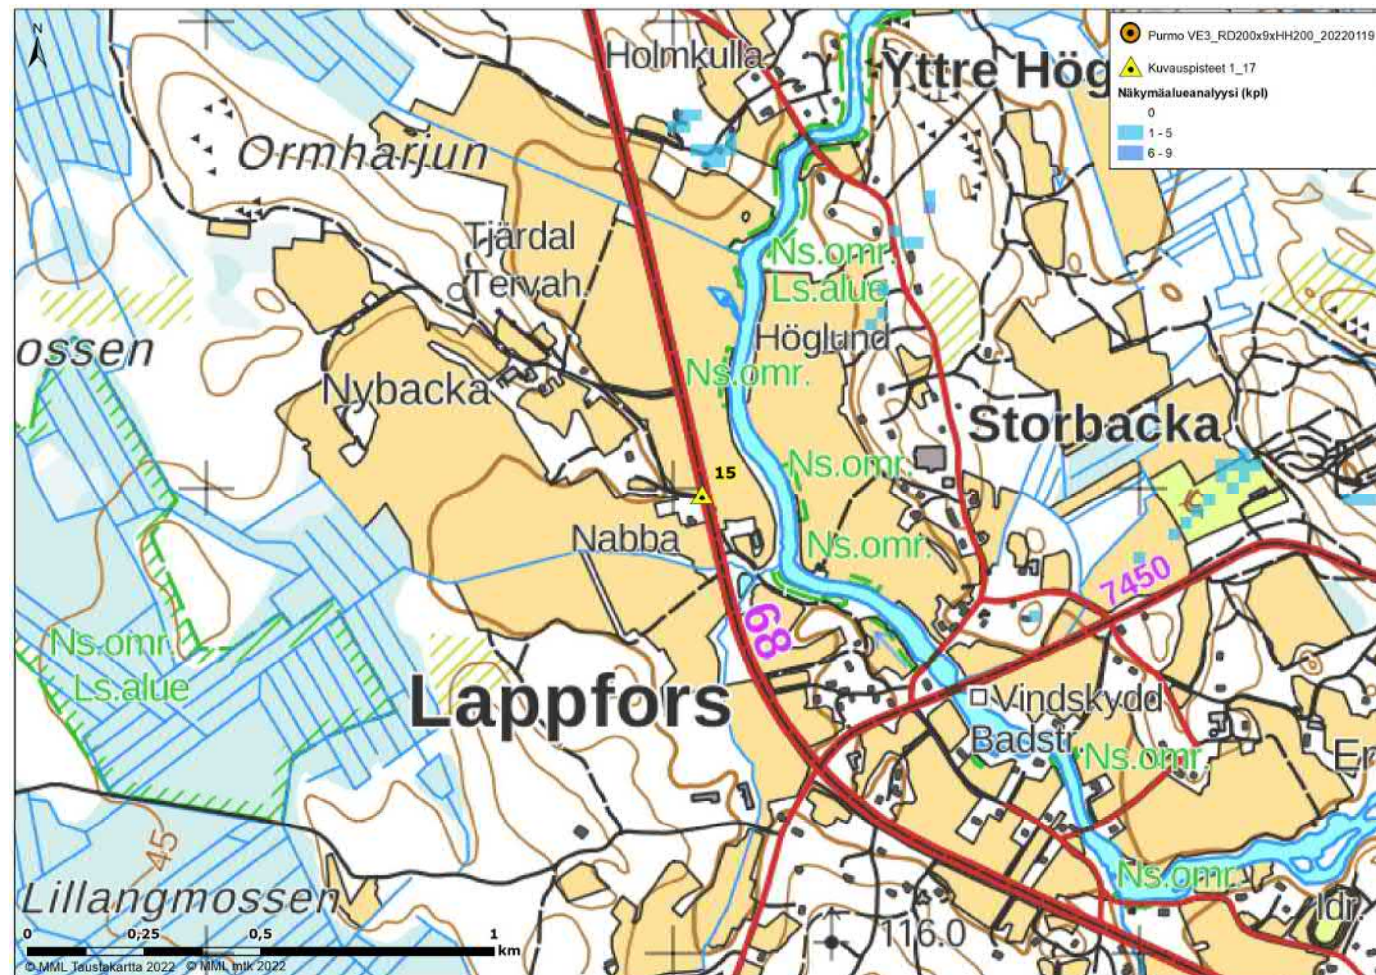 N
Holmkulla
Yttre Hög
Purmo VE3_RD200x9xHH200_20220119
Kuvauspisteet 1_17
Näkymäalueanalyysi (kpl)
0
1 - 5
6 - 9
Ormharjun
Tjärdal
Tervah.
Ns.omr.
Ls.alue
Höglund
ossen
Nybacka
Ns.omr.
Storbacka
15
Ns.omr.
Nabba
Ns.omr.
7450
68
Ns.omr.
Ls.alue
Lappfors
Vindskydd
Badstr.
Ns.omr.
Er
45
Lillangmossen
Ns.omr.
Idr.
116.0
0 0,25 0,5 1
km
© MML Taustakartta 2022 © MML mtk 2022